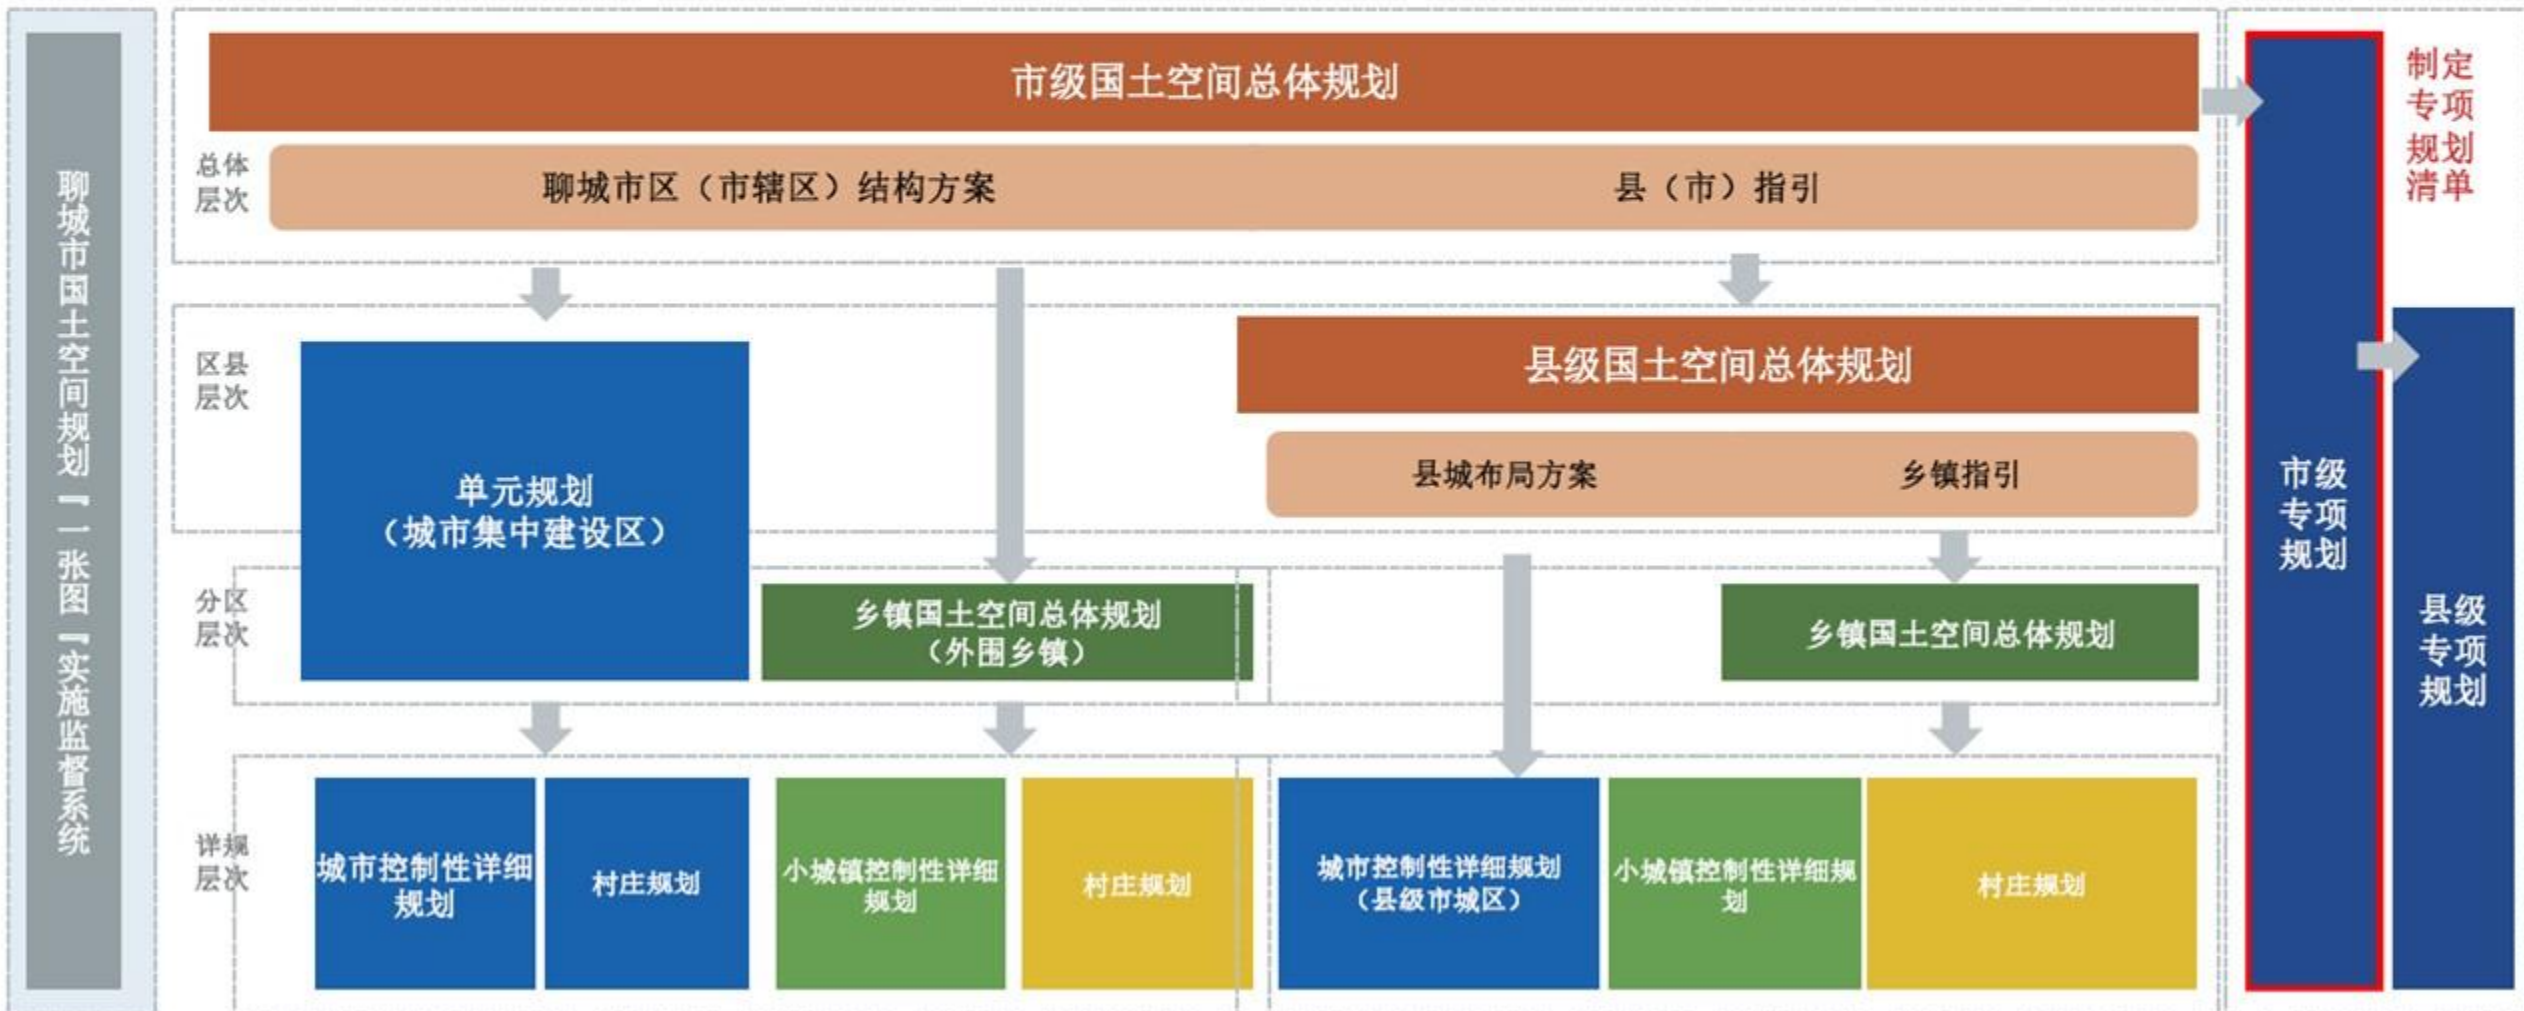 聊城市国土空间规划『一张图『实施监督系统
市级国土空间总体规划
总体
层次
聊城市区（市辖区）结构方案
县（市）指引
区县
层次
单元规划
（城市集中建设区）
县级国土空间总体规划
县城布局方案
乡镇指引
分区
层次
乡镇国土空间总体规划
（外围乡镇）
乡镇国土空间总体规划
详规
层次
城市控制性详细
规划
村庄规划
小城镇控制性详细
规划
村庄规划
城市控制性详细规划
（县级市城区）
小城镇控制性详细规
划
村庄规划
市级
专项
规划
制定
专项
规划
清单
县级
专项
规划